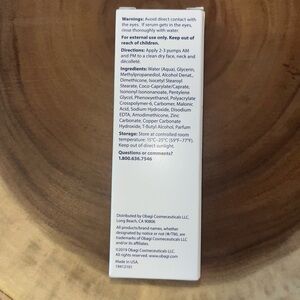 Warnings: Avoid direct contact with
the eyes. If serum gets in the eyes,
rinse thoroughly with water.
For external use only. Keep out of
reach of children.
Directions: Apply 2-3 pumps AM
and PM to a clean dry face, neck and
décolleté.
Ingredients: Water (Aqua), Glycerin,
Methylpropanediol, Alcohol Denat.,
Dimethicone, Isocetyl Stearoyl
Stearate, Coco-Caprylate/Caprate,
Isononyl Isononanoate, Pentylene
Glycol, Phenoxyethanol, Polyacrylate
Crosspolymer-6, Carbomer, Malonic
Acid, Sodium Hydroxide, Disodium
EDTA, Amodimethicone, Zinc
Carbonate, Copper Carbonate
Hydroxide, T-Butyl Alcohol, Parfum
Storage: Store at controlled room
temperature: 15°C-25°C (59°F-77°F).
Keep out of direct sunlight.
Questions or comments?
1.800.636.7546
Distributed by Obagi Cosmeceuticals LLC,
Long Beach, CA 90806
All products/brand names, whether
designated by notice or not (®/TM), are
trademarks of Obagi Cosmeceuticals LLC
and/or its affiliates.
©2019 Obagi Cosmeceuticals LLC.
All rights reserved. www.obagi.com
Made in USA.